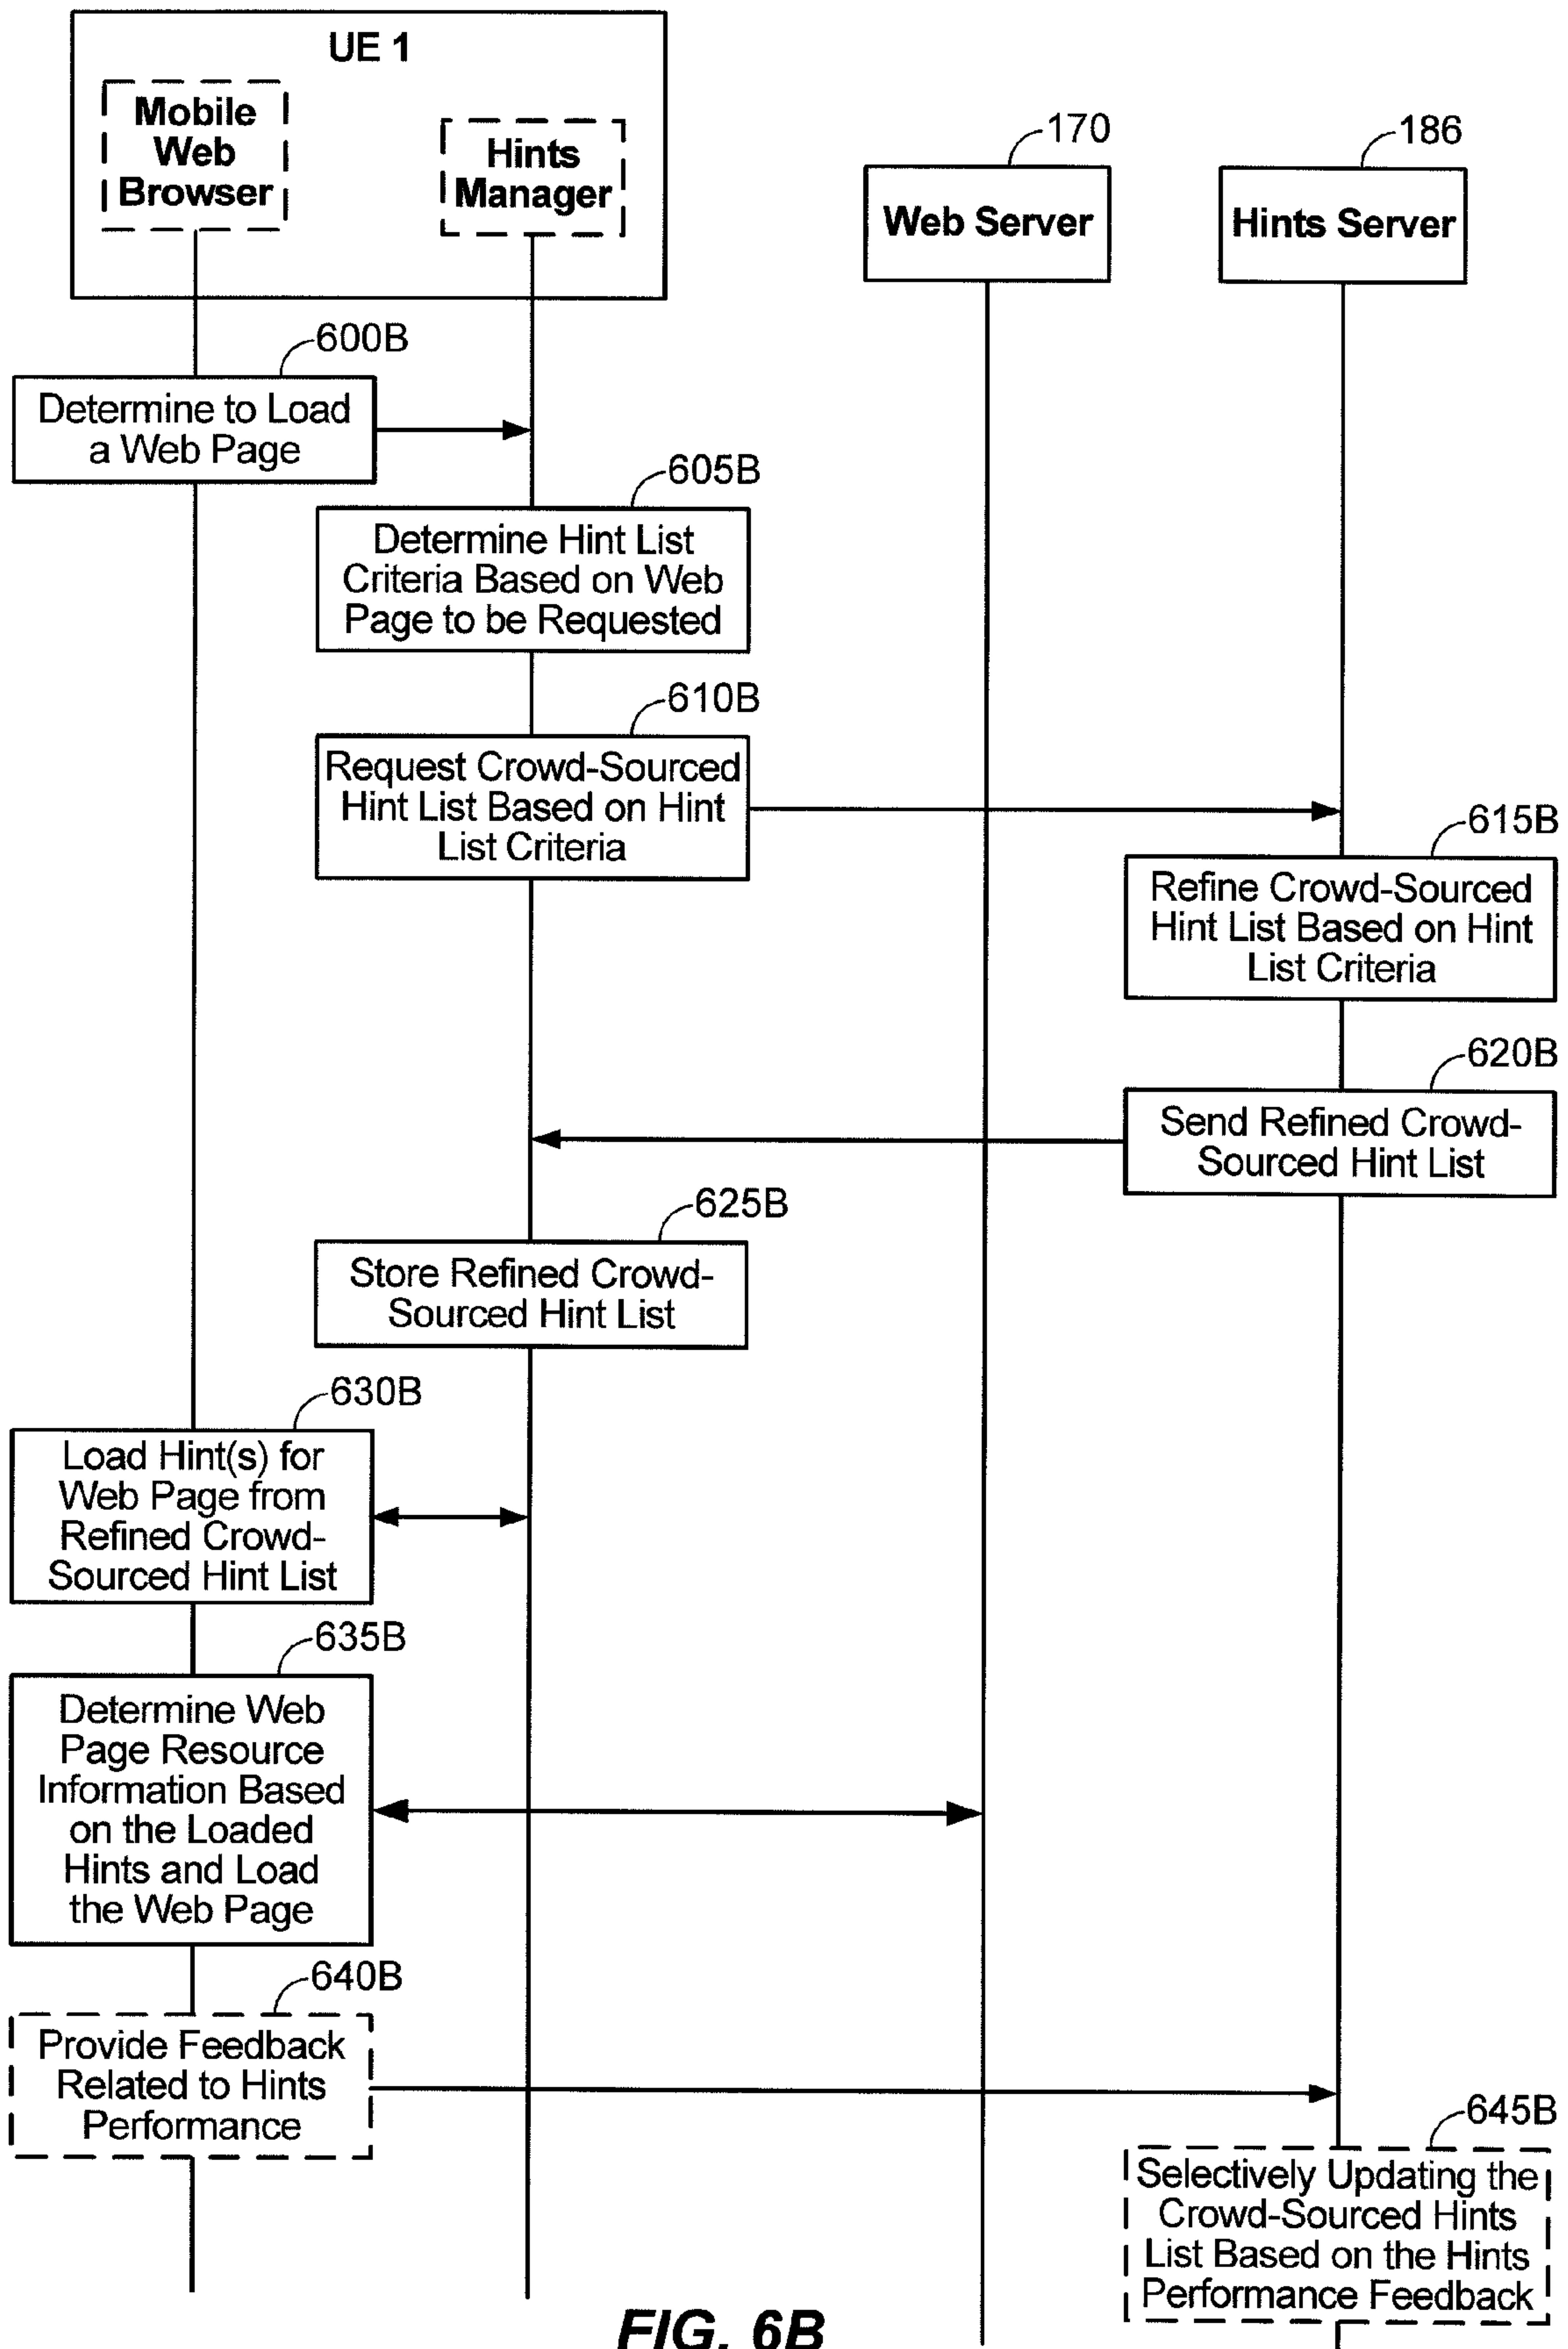 UE 1
Mobile
Web
Browser
Hints
Manager
170
Web Server
186
Hints Server
600B
Determine to Load
a Web Page
605B
Determine Hint List
Criteria Based on Web
Page to be Requested
610B
Request Crowd-Sourced
Hint List Based on Hint
List Criteria
615B
Refine Crowd-Sourced
Hint List Based on Hint
List Criteria
620B
Send Refined Crowd-
Sourced Hint List
625B
Store Refined Crowd-
Sourced Hint List
630B
Load Hint(s) for
Web Page from
Refined Crowd-
Sourced Hint List
635B
Determine Web
Page Resource
Information Based
on the Loaded
Hints and Load
the Web Page
640B
Provide Feedback
Related to Hints
Performance
645B
Selectively Updating the
Crowd-Sourced Hints
List Based on the Hints
Performance Feedback
FIG. 6B